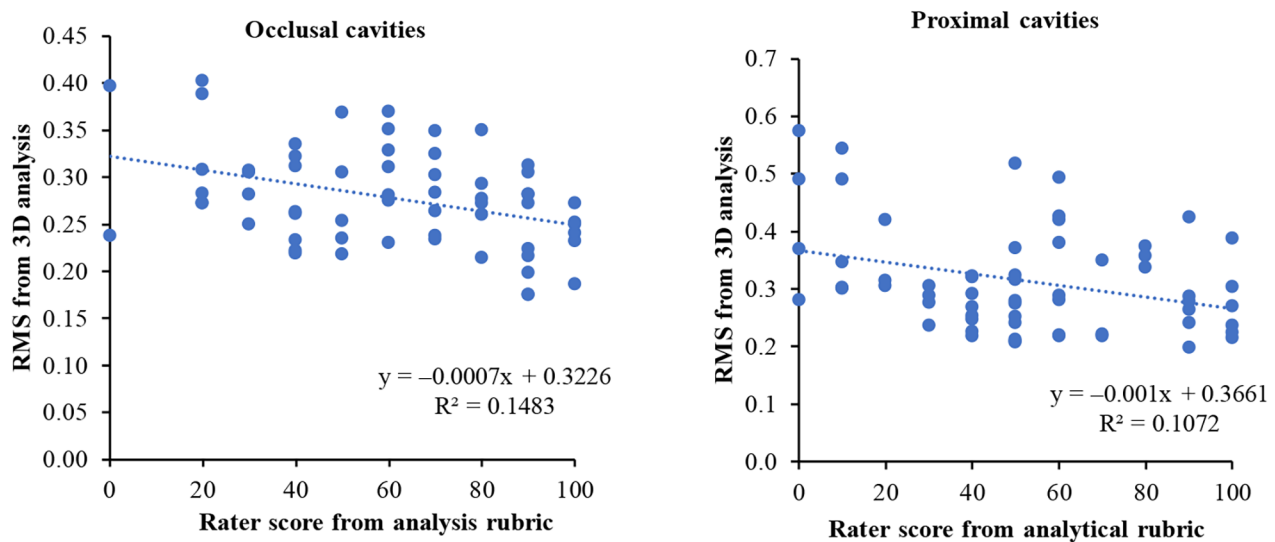 Occlusal cavities
RMS from 3D analysis
0.45
0.40
0.35
0.30
0.25
0.20
0.15
0.10
0.05
0.00
y = –0.0007x + 0.3226
R² = 0.1483
0 20 40 60 80 100
Rater score from analysis rubric
Proximal cavities
RMS from 3D analysis
0.7
0.6
0.5
0.4
0.3
0.2
0.1
0.0
y = –0.001x + 0.3661
R² = 0.1072
0 20 40 60 80 100
Rater score from analytical rubric